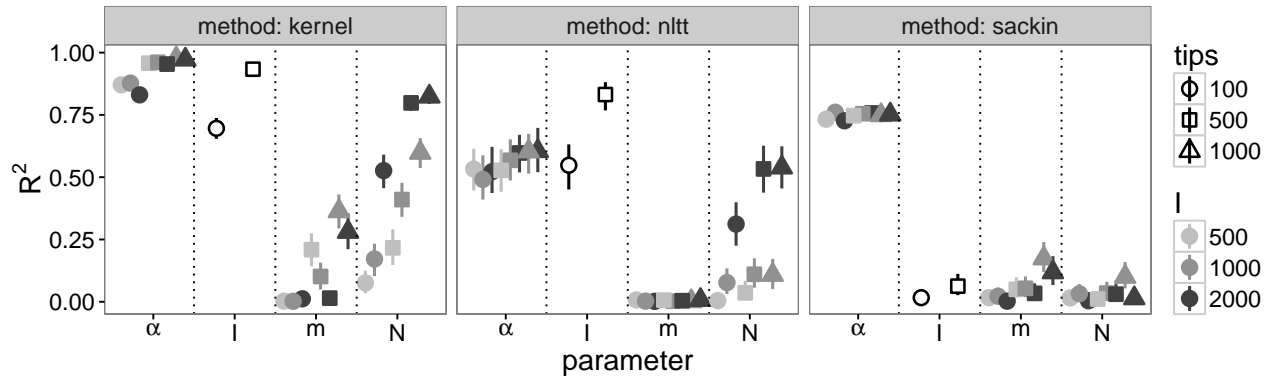 method: kernel
method: nltt
method: sackin
R²
1.00
0.75
0.50
0.25
0.00
α I m N
α I m N
α I m N
parameter
tips
100
500
1000
I
500
1000
2000